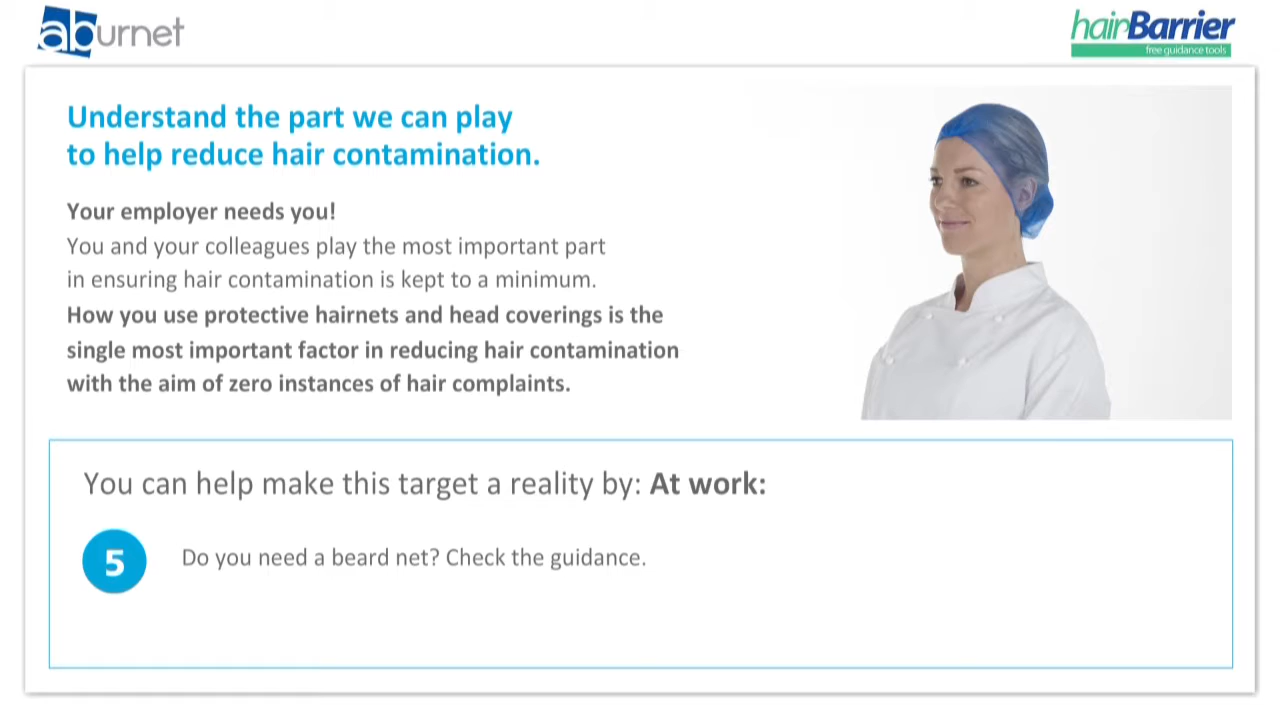 aburnet
hairBarrier
free guidance tools
Understand the part we can play
to help reduce hair contamination.
Your employer needs you!
You and your colleagues play the most important part
in ensuring hair contamination is kept to a minimum.
How you use protective hairnets and head coverings is the
single most important factor in reducing hair contamination
with the aim of zero instances of hair complaints.
You can help make this target a reality by: At work:
5 Do you need a beard net? Check the guidance.